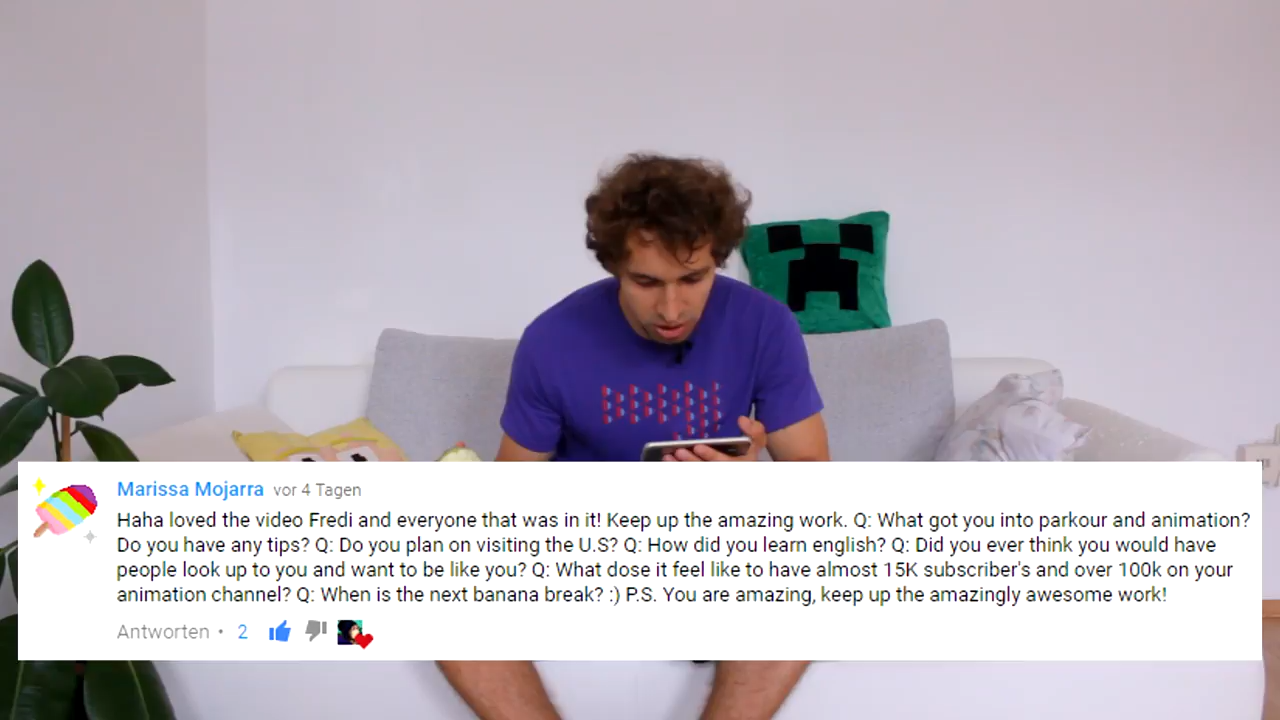 Marissa Mojarra vor 4 Tagen
Haha loved the video Fredi and everyone that was in it! Keep up the amazing work. Q: What got you into parkour and animation?
Do you have any tips? Q: Do you plan on visiting the U.S? Q: How did you learn english? Q: Did you ever think you would have
people look up to you and want to be like you? Q: What dose it feel like to have almost 15K subscriber's and over 100k on your
animation channel? Q: When is the next banana break? :) P.S. You are amazing, keep up the amazingly awesome work!
Antworten • 2